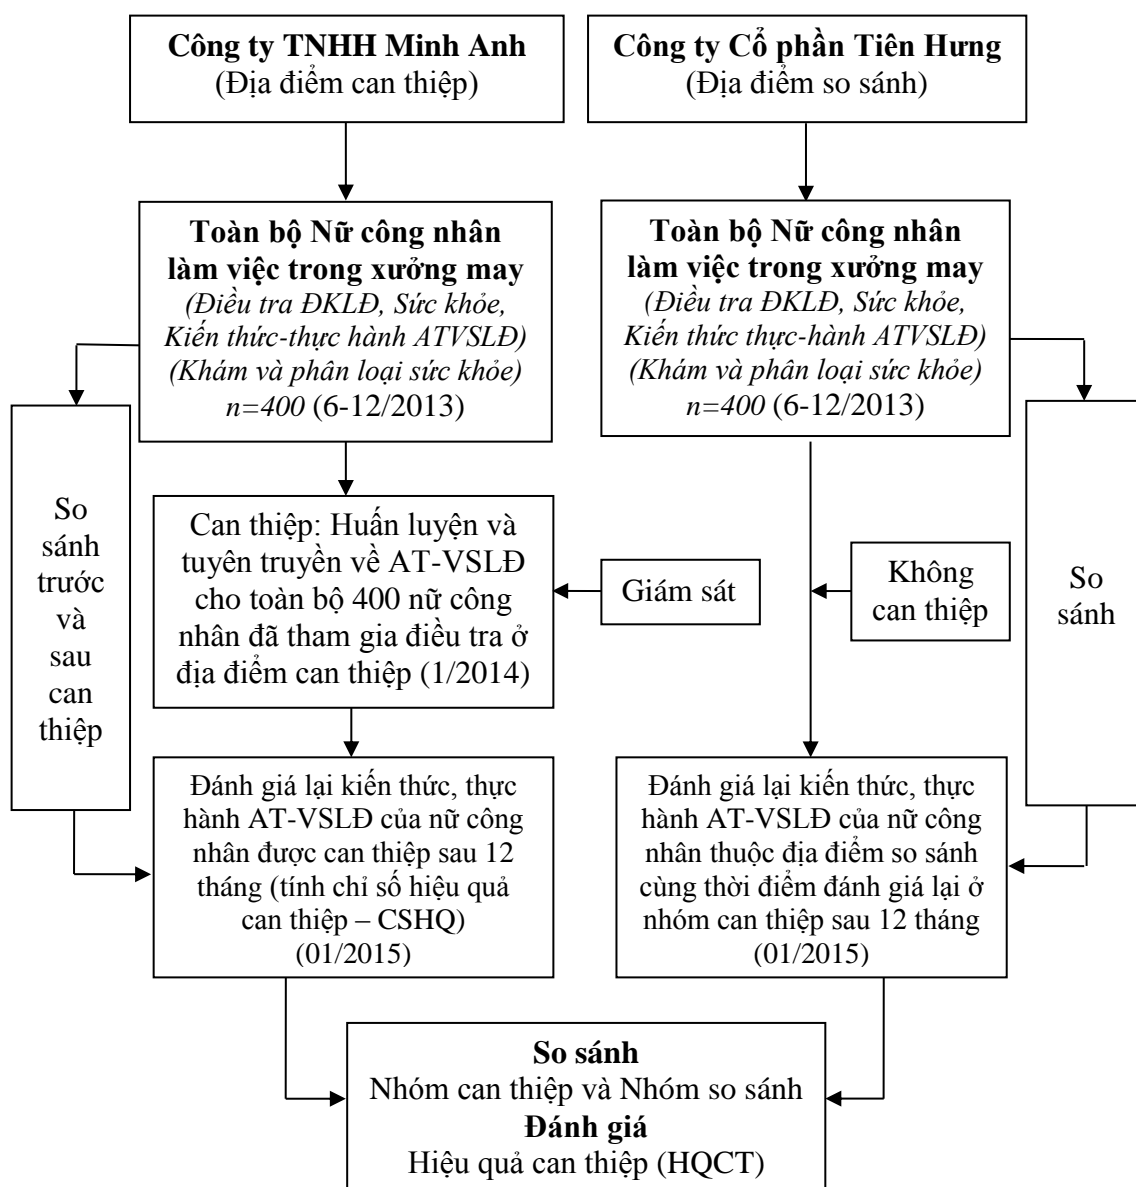 Công ty TNHH Minh Anh
(Địa điểm can thiệp)
Công ty Cổ phần Tiên Hưng
(Địa điểm so sánh)
Toàn bộ Nữ công nhân
làm việc trong xưởng may
(Điều tra ĐKLĐ, Sức khỏe,
Kiến thức-thực hành ATVSLĐ)
(Khám và phân loại sức khỏe)
n=400 (6-12/2013)
Toàn bộ Nữ công nhân
làm việc trong xưởng may
(Điều tra ĐKLĐ, Sức khỏe,
Kiến thức thực-hành ATVSLĐ)
(Khám và phân loại sức khỏe)
n=400 (6-12/2013)
So
sánh
trước
và
sau
can
thiệp
Can thiệp: Huấn luyện và
tuyên truyền về AT-VSLĐ
cho toàn bộ 400 nữ công
nhân đã tham gia điều tra ở
địa điểm can thiệp (1/2014)
Giám sát
Không
can thiệp
So
sánh
Đánh giá lại kiến thức, thực
hành AT-VSLĐ của nữ công
nhân được can thiệp sau 12
tháng (tính chỉ số hiệu quả
can thiệp – CSHQ)
(01/2015)
Đánh giá lại kiến thức, thực
hành AT-VSLĐ của nữ công
nhân thuộc địa điểm so sánh
cùng thời điểm đánh giá lại ở
nhóm can thiệp sau 12 tháng
(01/2015)
So sánh
Nhóm can thiệp và Nhóm so sánh
Đánh giá
Hiệu quả can thiệp (HQCT)